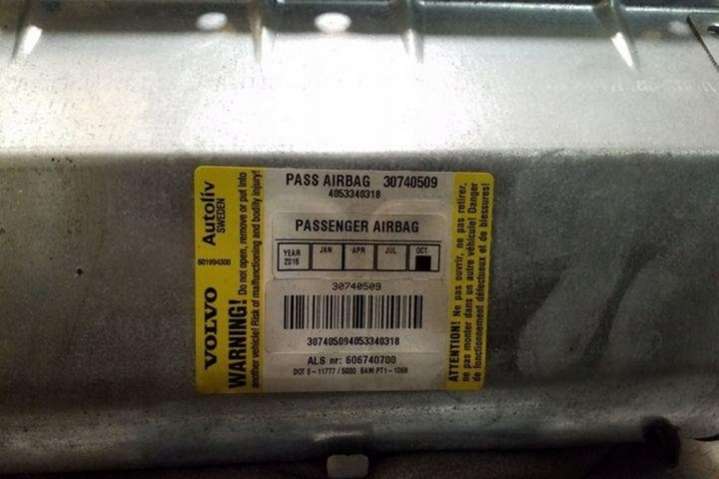 PASS AIRBAG 30740509
4053340318
PASSENGER AIRBAG
YEAR
2016
JAN
APR
JUL
OCT
30740509
307405094053340318
ALS nr: 606740700
VOLVO
601994300
Autoliv
SWEDEN
WARNING! Do not open, remove or put into
another vehicle! Risk of malfunctioning and bodily injury!
ATTENTION! Ne pas ouvrir, ne pas retirer,
ne pas monter dans un autre véhicule! Danger
de fonctionnement défectueux et de blessures!